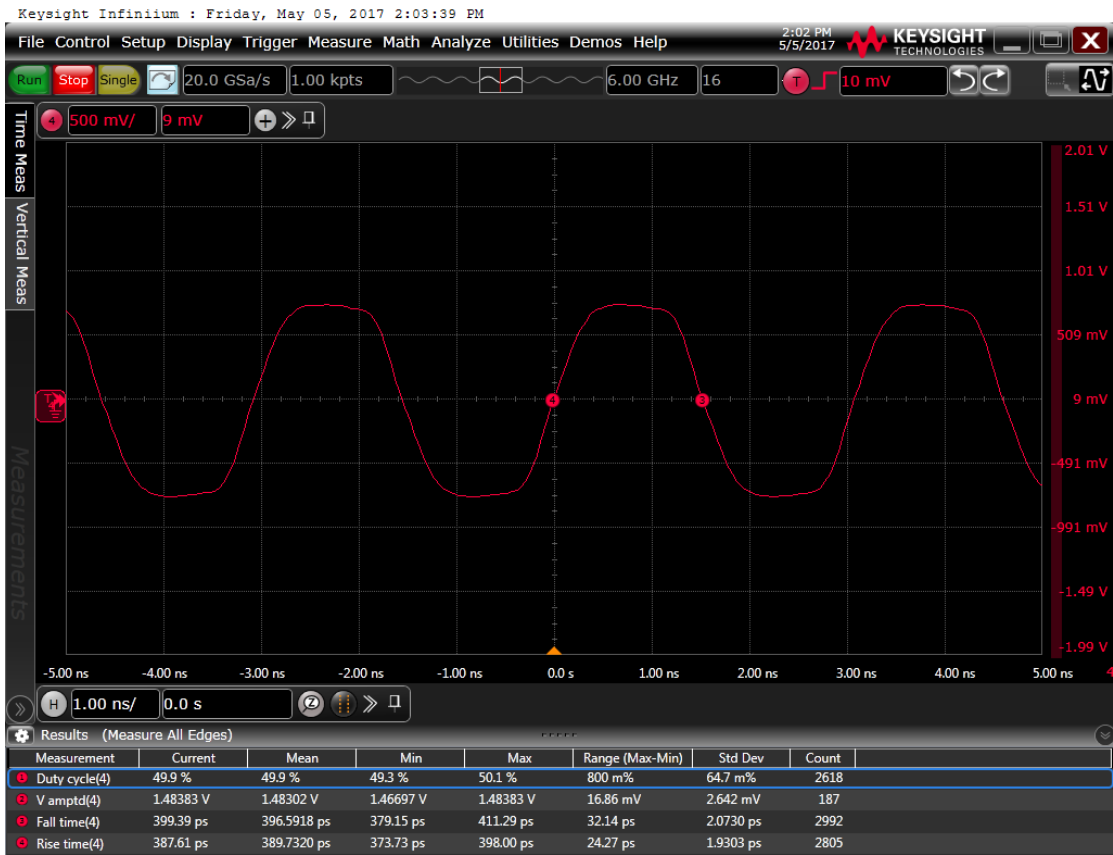 Keysight Infiniium : Friday, May 05, 2017 2:03:39 PM
File Control Setup Display Trigger Measure Math Analyze Utilities Demos Help
2:02 PM
5/5/2017
KEYSIGHT
TECHNOLOGIES
Run Stop Single 20.0 GSa/s 1.00 kpts 6.00 GHz 16 T 10 mV
4 500 mV/ 9 mV
Time Meas
Vertical Meas
Measurements
2.01 V
1.51 V
1.01 V
509 mV
9 mV
-491 mV
-991 mV
-1.49 V
-1.99 V
T
4 3
-5.00 ns -4.00 ns -3.00 ns -2.00 ns -1.00 ns 0.0 s 1.00 ns 2.00 ns 3.00 ns 4.00 ns 5.00 ns 4
H 1.00 ns/ 0.0 s
Results (Measure All Edges)
Measurement Current Mean Min Max Range (Max-Min) Std Dev Count
1 Duty cycle(4) 49.9 % 49.9 % 49.3 % 50.1 % 800 m% 64.7 m% 2618
2 V amptd(4) 1.48383 V 1.48302 V 1.46697 V 1.48383 V 16.86 mV 2.642 mV 187
3 Fall time(4) 399.39 ps 396.5918 ps 379.15 ps 411.29 ps 32.14 ps 2.0730 ps 2992
4 Rise time(4) 387.61 ps 389.7320 ps 373.73 ps 398.00 ps 24.27 ps 1.9303 ps 2805